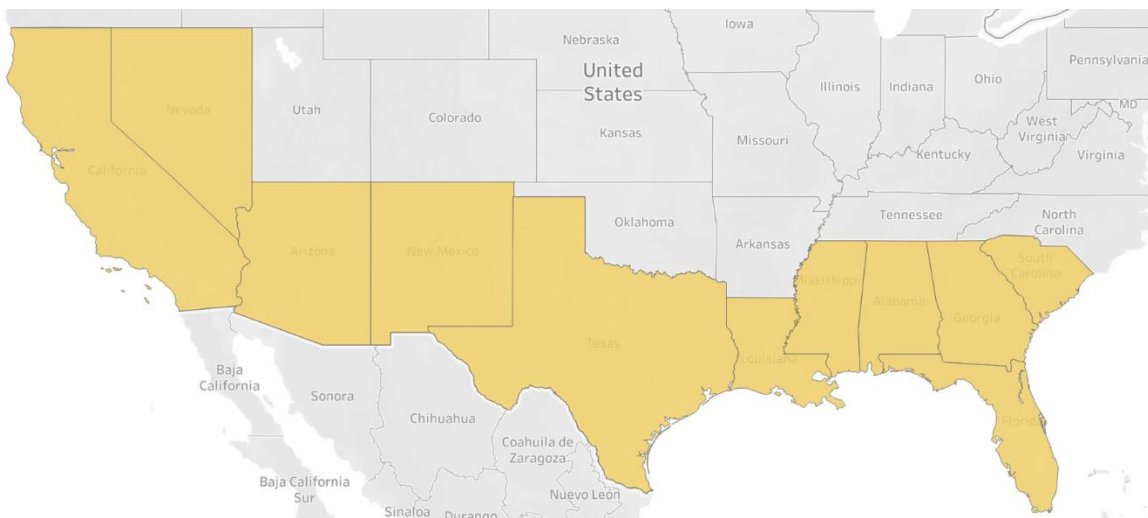 Iowa
Nebraska
United
States
Pennsylvania
Illinois
Indiana
Ohio
Nevada
Utah
Colorado
Kansas
Missouri
West
Virginia
MD
Virginia
Kentucky
California
Oklahoma
Arkansas
Tennessee
North
Carolina
Arizona
New Mexico
South
Carolina
Mississippi
Alabama
Georgia
Texas
Louisiana
Florida
Baja
California
Sonora
Chihuahua
Coahuila de
Zaragoza
Baja California
Sur
Nuevo León
Sinaloa
Durango